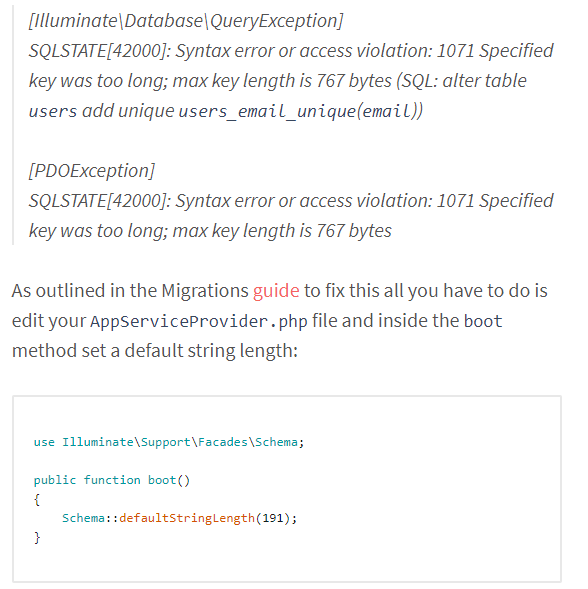 [Illuminate\Database\QueryException]
SQLSTATE[42000]: Syntax error or access violation: 1071 Specified
key was too long; max key length is 767 bytes (SQL: alter table
users add unique users_email_unique(email))
[PDOException]
SQLSTATE[42000]: Syntax error or access violation: 1071 Specified
key was too long; max key length is 767 bytes
As outlined in the Migrations guide to fix this all you have to do is
edit your AppServiceProvider.php file and inside the boot
method set a default string length:
use Illuminate\Support\Facades\Schema;
public function boot()
{
    Schema::defaultStringLength(191);
}